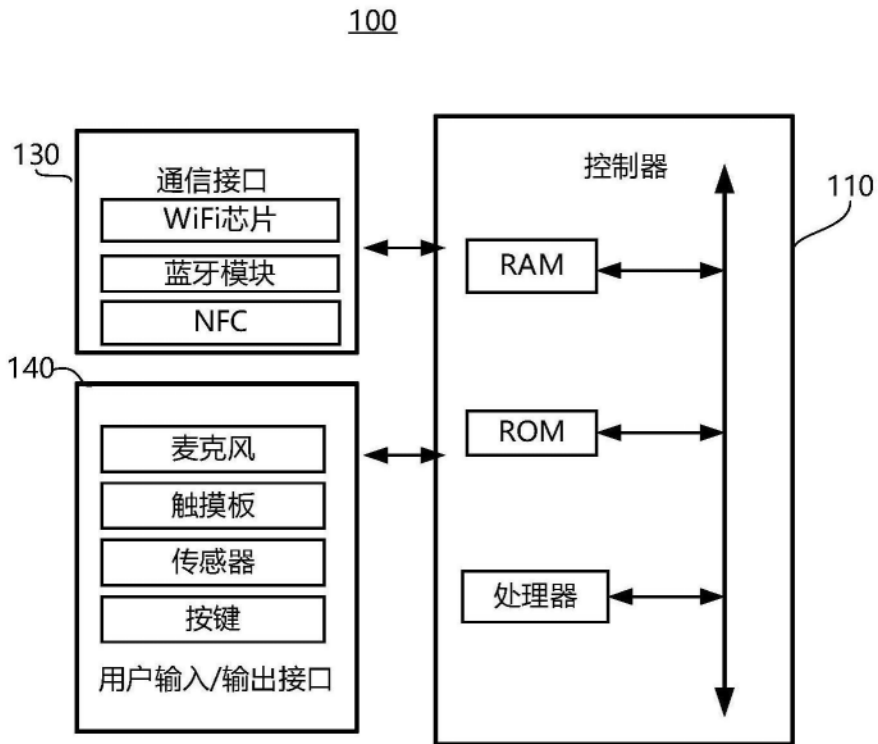 100
130
通信接口
WiFi芯片
蓝牙模块
NFC
140
麦克风
触摸板
传感器
按键
用户输入/输出接口
控制器
110
RAM
ROM
处理器